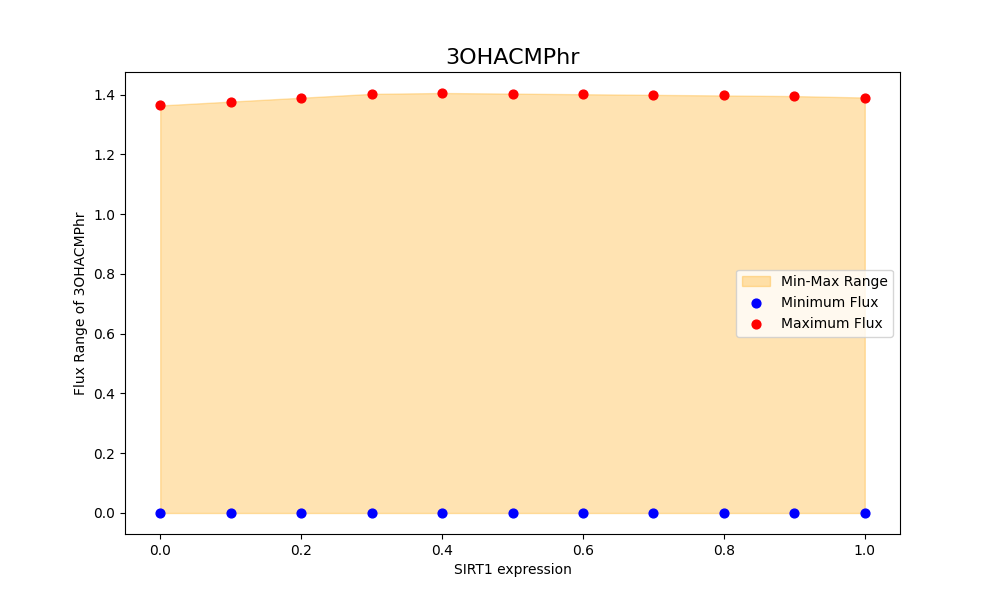 3OHACMPhr
Flux Range of 3OHACMPhr
1.4
1.2
1.0
0.8
0.6
0.4
0.2
0.0
Min-Max Range
Minimum Flux
Maximum Flux
0.0 0.2 0.4 0.6 0.8 1.0
SIRT1 expression